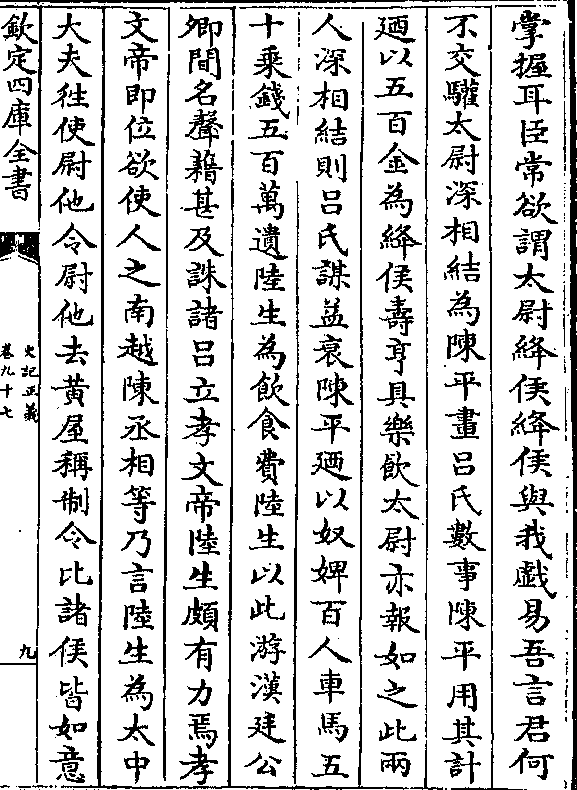 掌握耳臣常欲謂太尉絳侯絳侯與我戯易吾言君何
不交驩太尉深相結為陳平畫呂氏數事陳平用其計
廼以五百金為絳侯壽亨具樂飲太尉亦報如之此兩
人深相結則呂氏謀益衰陳平廼以奴婢百人車馬五
十乗錢五百萬遺陸生為飲食費陸生以此游漢廷公
卿間名聲藉甚及誅諸呂立孝文帝陸生頗有力焉孝
文帝即位欲使人之南越陳丞相等乃言陸生為太中
大夫徃使尉他令尉他去黄屋稱制令比諸侯皆如意
欽定四庫全書
史記正義
卷九十七
九